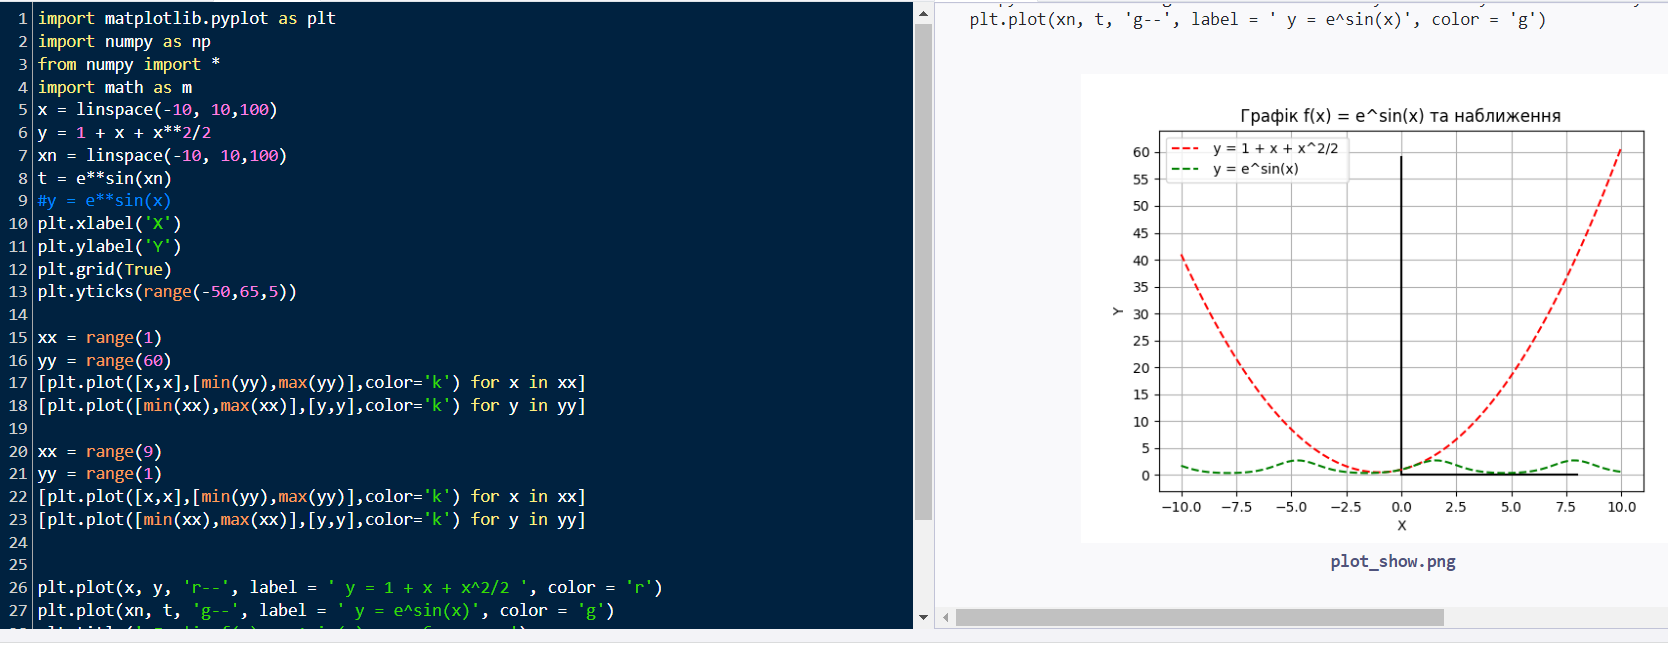 1 import matplotlib.pyplot as plt
2 import numpy as np
3 from numpy import *
4 import math as m
5 x = linspace(-10, 10,100)
6 y = 1 + x + x**2/2
7 xn = linspace(-10, 10,100)
8 t = e**sin(xn)
9 #y = e**sin(x)
10 plt.xlabel('X')
11 plt.ylabel('Y')
12 plt.grid(True)
13 plt.yticks(range(-50,65,5))
14
15 xx = range(1)
16 yy = range(60)
17 [plt.plot([x,x],[min(yy),max(yy)],color='k') for x in xx]
18 [plt.plot([min(xx),max(xx)],[y,y],color='k') for y in yy]
19
20 xx = range(9)
21 yy = range(1)
22 [plt.plot([x,x],[min(yy),max(yy)],color='k') for x in xx]
23 [plt.plot([min(xx),max(xx)],[y,y],color='k') for y in yy]
24
25
26 plt.plot(x, y, 'r--', label = ' y = 1 + x + x^2/2 ', color = 'r')
27 plt.plot(xn, t, 'g--', label = ' y = e^sin(x)', color = 'g')
plt.plot(xn, t, 'g--', label = ' y = e^sin(x)', color = 'g')
Графік f(x) = e^sin(x) та наближення
y = 1 + x + x^2/2
y = e^sin(x)
60
55
50
45
40
35
30
25
20
15
10
5
0
Y
−10.0 −7.5 −5.0 −2.5 0.0 2.5 5.0 7.5 10.0
X
plot_show.png